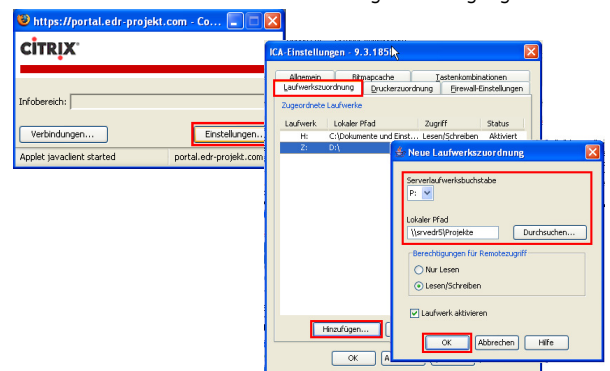 https://portal.edr-projekt.com - Co...
CİTRIX
Infobereich:
Verbindungen...
Einstellungen...
Applet javaclient started
portal.edr-projekt.com
ICA-Einstellungen - 9.3.1850
Allgemein
Bitmapcache
Tastenkombinationen
Laufwerkszuordnung
Druckerzuordnung
Firewall-Einstellungen
Zugeordnete Laufwerke
Laufwerk
Lokaler Pfad
Zugriff
Status
H:
C:\Dokumente und Einst...
Lesen/Schreiben
Aktiviert
Z:
D:\
Neue Laufwerkszuordnung
Serverlaufwerksbuchstabe
P:
Lokaler Pfad
\\srvedr5\Projekte
Durchsuchen...
Berechtigungen für Remotezugriff
Nur Lesen
Lesen/Schreiben
Laufwerk aktivieren
OK
Abbrechen
Hilfe
Hinzufügen...
OK
A